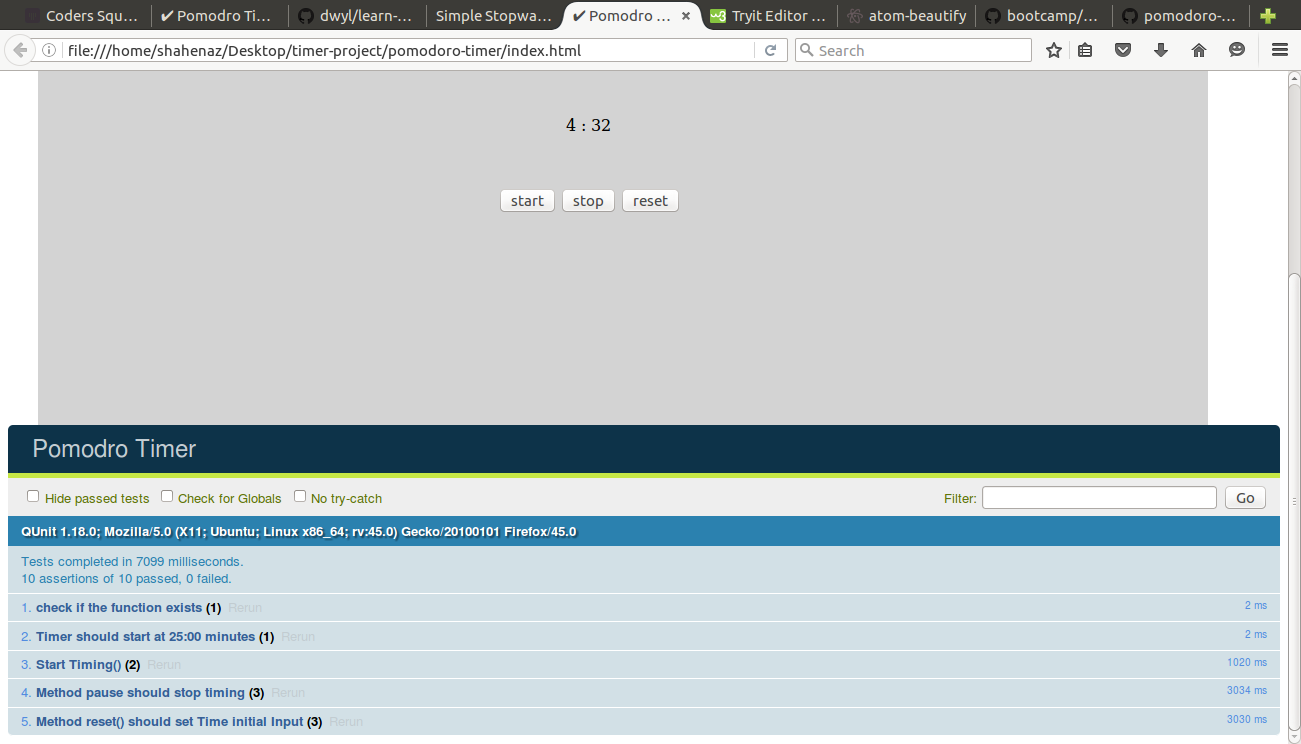 Coders Squ... ✔ Pomodro Ti... dwyl/learn-... Simple Stopwa... ✔ Pomodro ... × Tryit Editor ... atom-beautify bootcamp/... pomodoro-...
file:///home/shahenaz/Desktop/timer-project/pomodoro-timer/index.html Search
4 : 32
start stop reset
Pomodro Timer
Hide passed tests Check for Globals No try-catch Filter: Go
QUnit 1.18.0; Mozilla/5.0 (X11; Ubuntu; Linux x86_64; rv:45.0) Gecko/20100101 Firefox/45.0
Tests completed in 7099 milliseconds.
10 assertions of 10 passed, 0 failed.
1. check if the function exists (1) Rerun 2 ms
2. Timer should start at 25:00 minutes (1) Rerun 2 ms
3. Start Timing() (2) Rerun 1020 ms
4. Method pause should stop timing (3) Rerun 3034 ms
5. Method reset() should set Time initial Input (3) Rerun 3030 ms